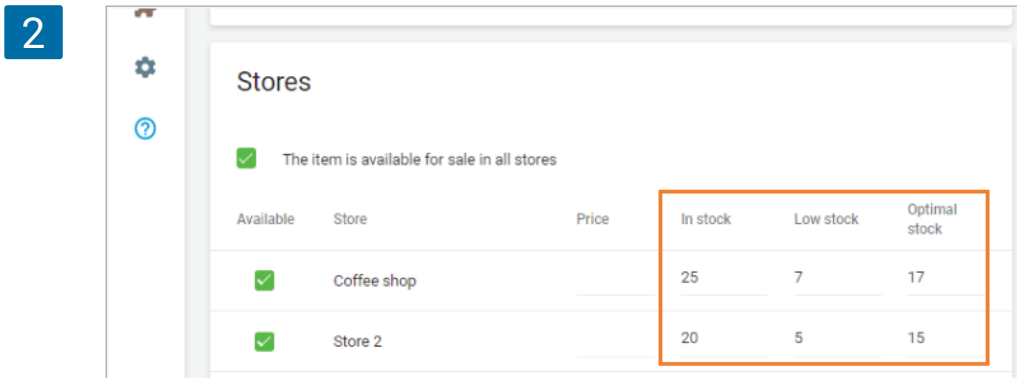 2
Stores
The item is available for sale in all stores
Available Store Price In stock Low stock Optimal stock
Coffee shop 25 7 17
Store 2 20 5 15